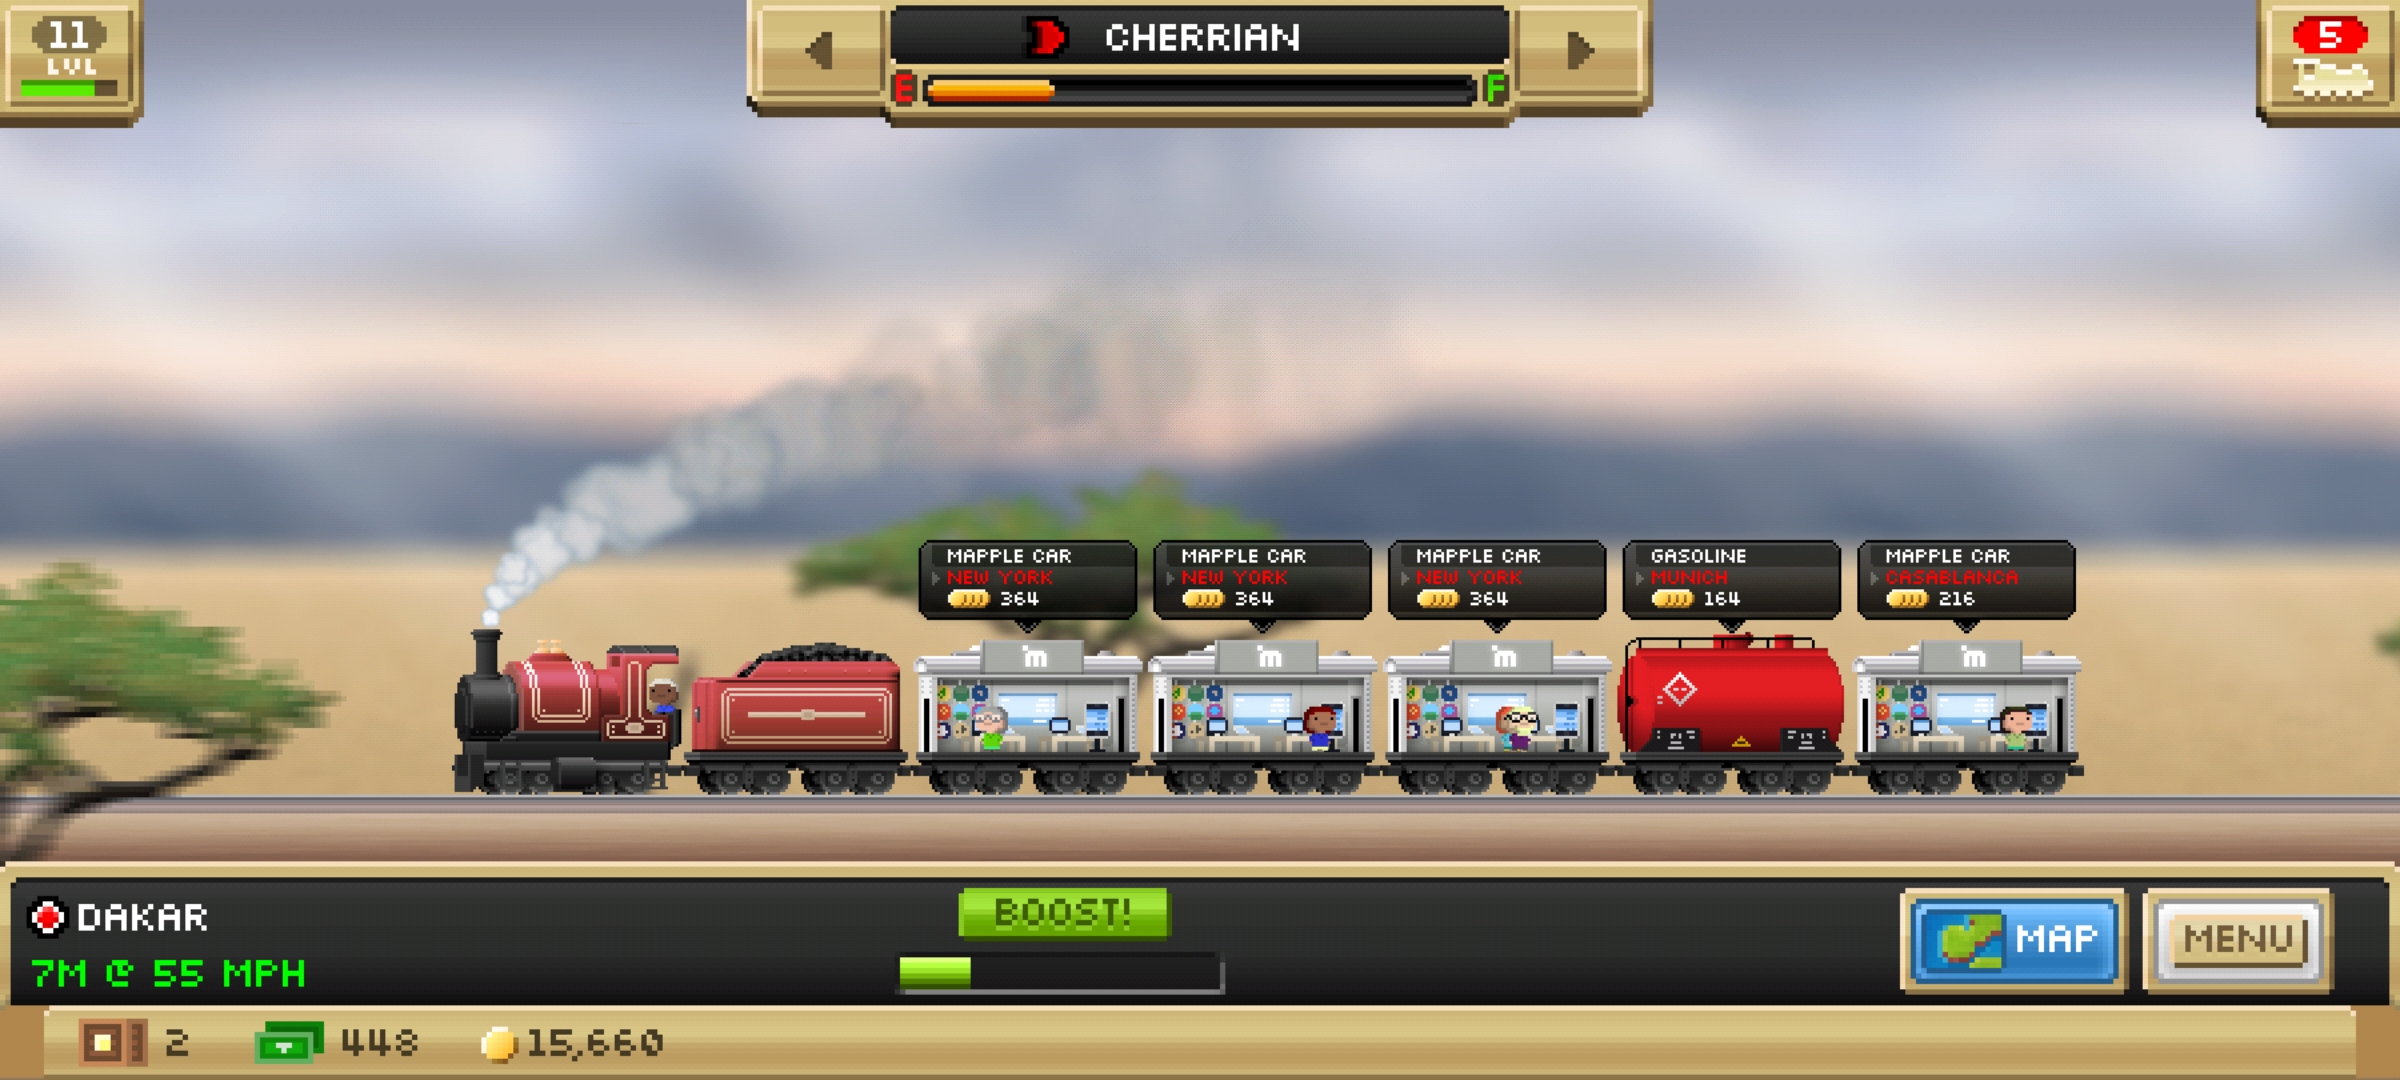 11
LVL
CHERRIAN
E
F
5
MAPPLE CAR
NEW YORK
364
MAPPLE CAR
NEW YORK
364
MAPPLE CAR
NEW YORK
364
GASOLINE
MUNICH
164
MAPPLE CAR
CASABLANCA
216
m
m
m
m
DAKAR
7M @ 55 MPH
BOOST!
MAP
MENU
2
448
15,660